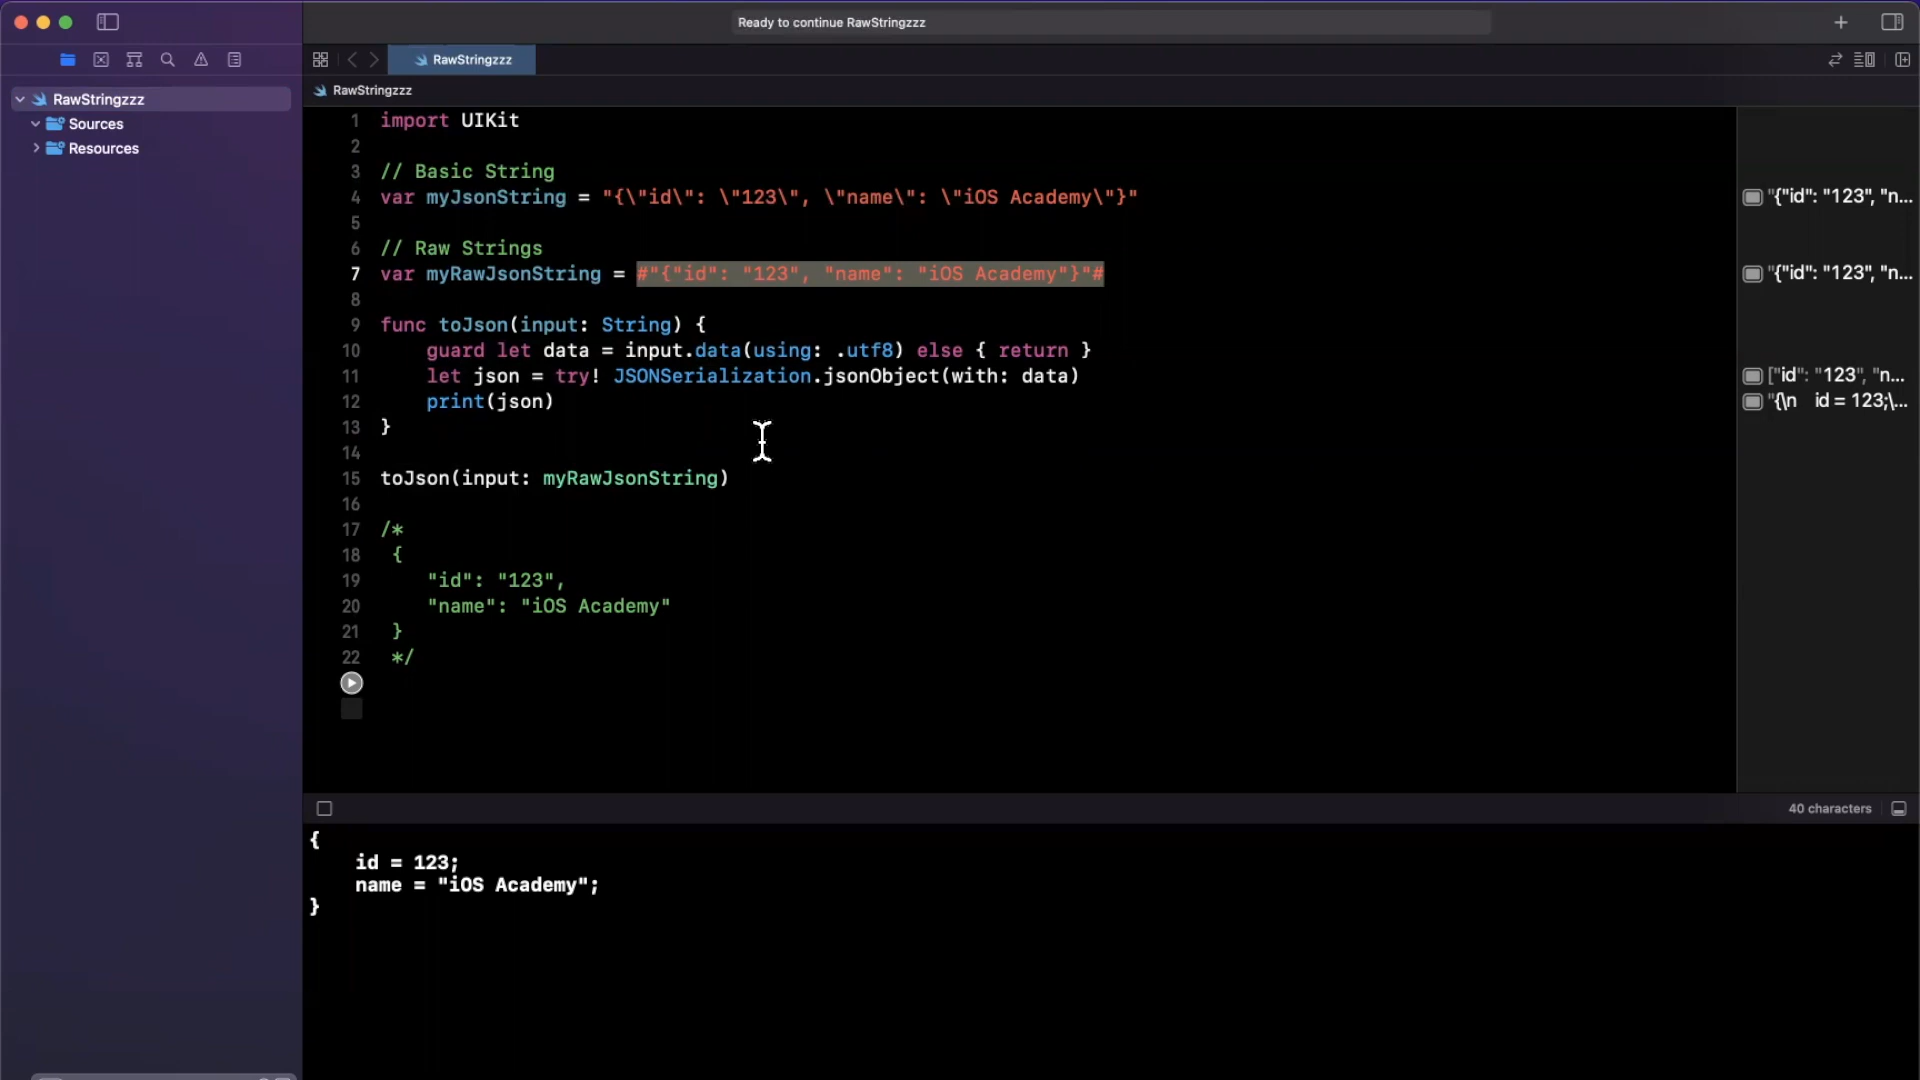 Ready to continue RawStringzzz
RawStringzzz
RawStringzzz
RawStringzzz
Sources
Resources
1 import UIKit
2
3 // Basic String
4 var myJsonString = "{\"id\": \"123\", \"name\": \"iOS Academy\"}"
5
6 // Raw Strings
7 var myRawJsonString = #"{"id": "123", "name": "iOS Academy"}"#
8
9 func toJson(input: String) {
10     guard let data = input.data(using: .utf8) else { return }
11     let json = try! JSONSerialization.jsonObject(with: data)
12     print(json)
13 }
14
15 toJson(input: myRawJsonString)
16
17 /*
18  {
19     "id": "123",
20     "name": "iOS Academy"
21  }
22  */
"{"id": "123", "n...
"{"id": "123", "n...
["id": "123", "n...
"{\n   id = 123;\...
40 characters
{
    id = 123;
    name = "iOS Academy";
}